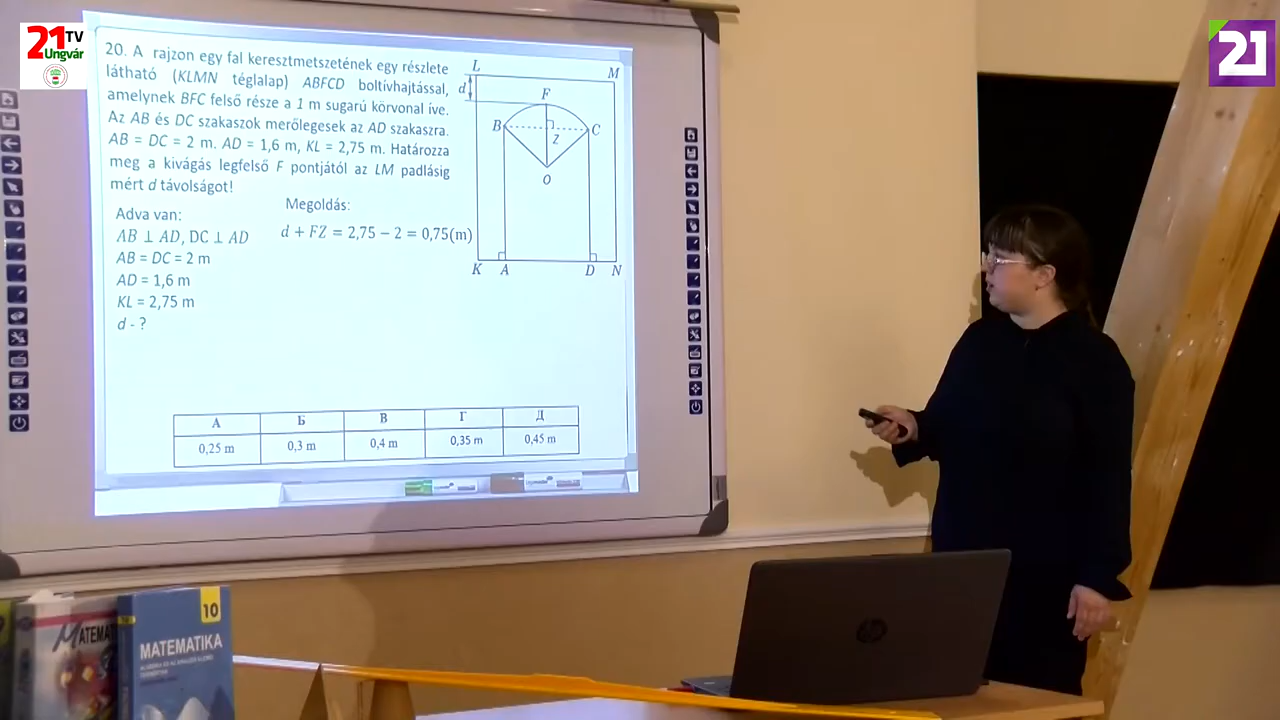 21 TV
Ungvár
21
20. A rajzon egy fal keresztmetszetének egy részlete
látható (KLMN téglalap) ABFCD boltívhajtással,
amelynek BFC felső része a 1 m sugarú körvonal íve.
Az AB és DC szakaszok merőlegesek az AD szakaszra.
AB = DC = 2 m. AD = 1,6 m, KL = 2,75 m. Határozza
meg a kivágás legfelső F pontjától az LM padlásig
mért d távolságot!
L
M
d
F
B
C
Z
O
K A D N
Adva van:
AB ⊥ AD, DC ⊥ AD
AB = DC = 2 m
AD = 1,6 m
KL = 2,75 m
d - ?
Megoldás:
d + FZ = 2,75 − 2 = 0,75(m)
А Б В Г Д
0,25 m 0,3 m 0,4 m 0,35 m 0,45 m
MATEMAT
10
MATEMATIKA
hp